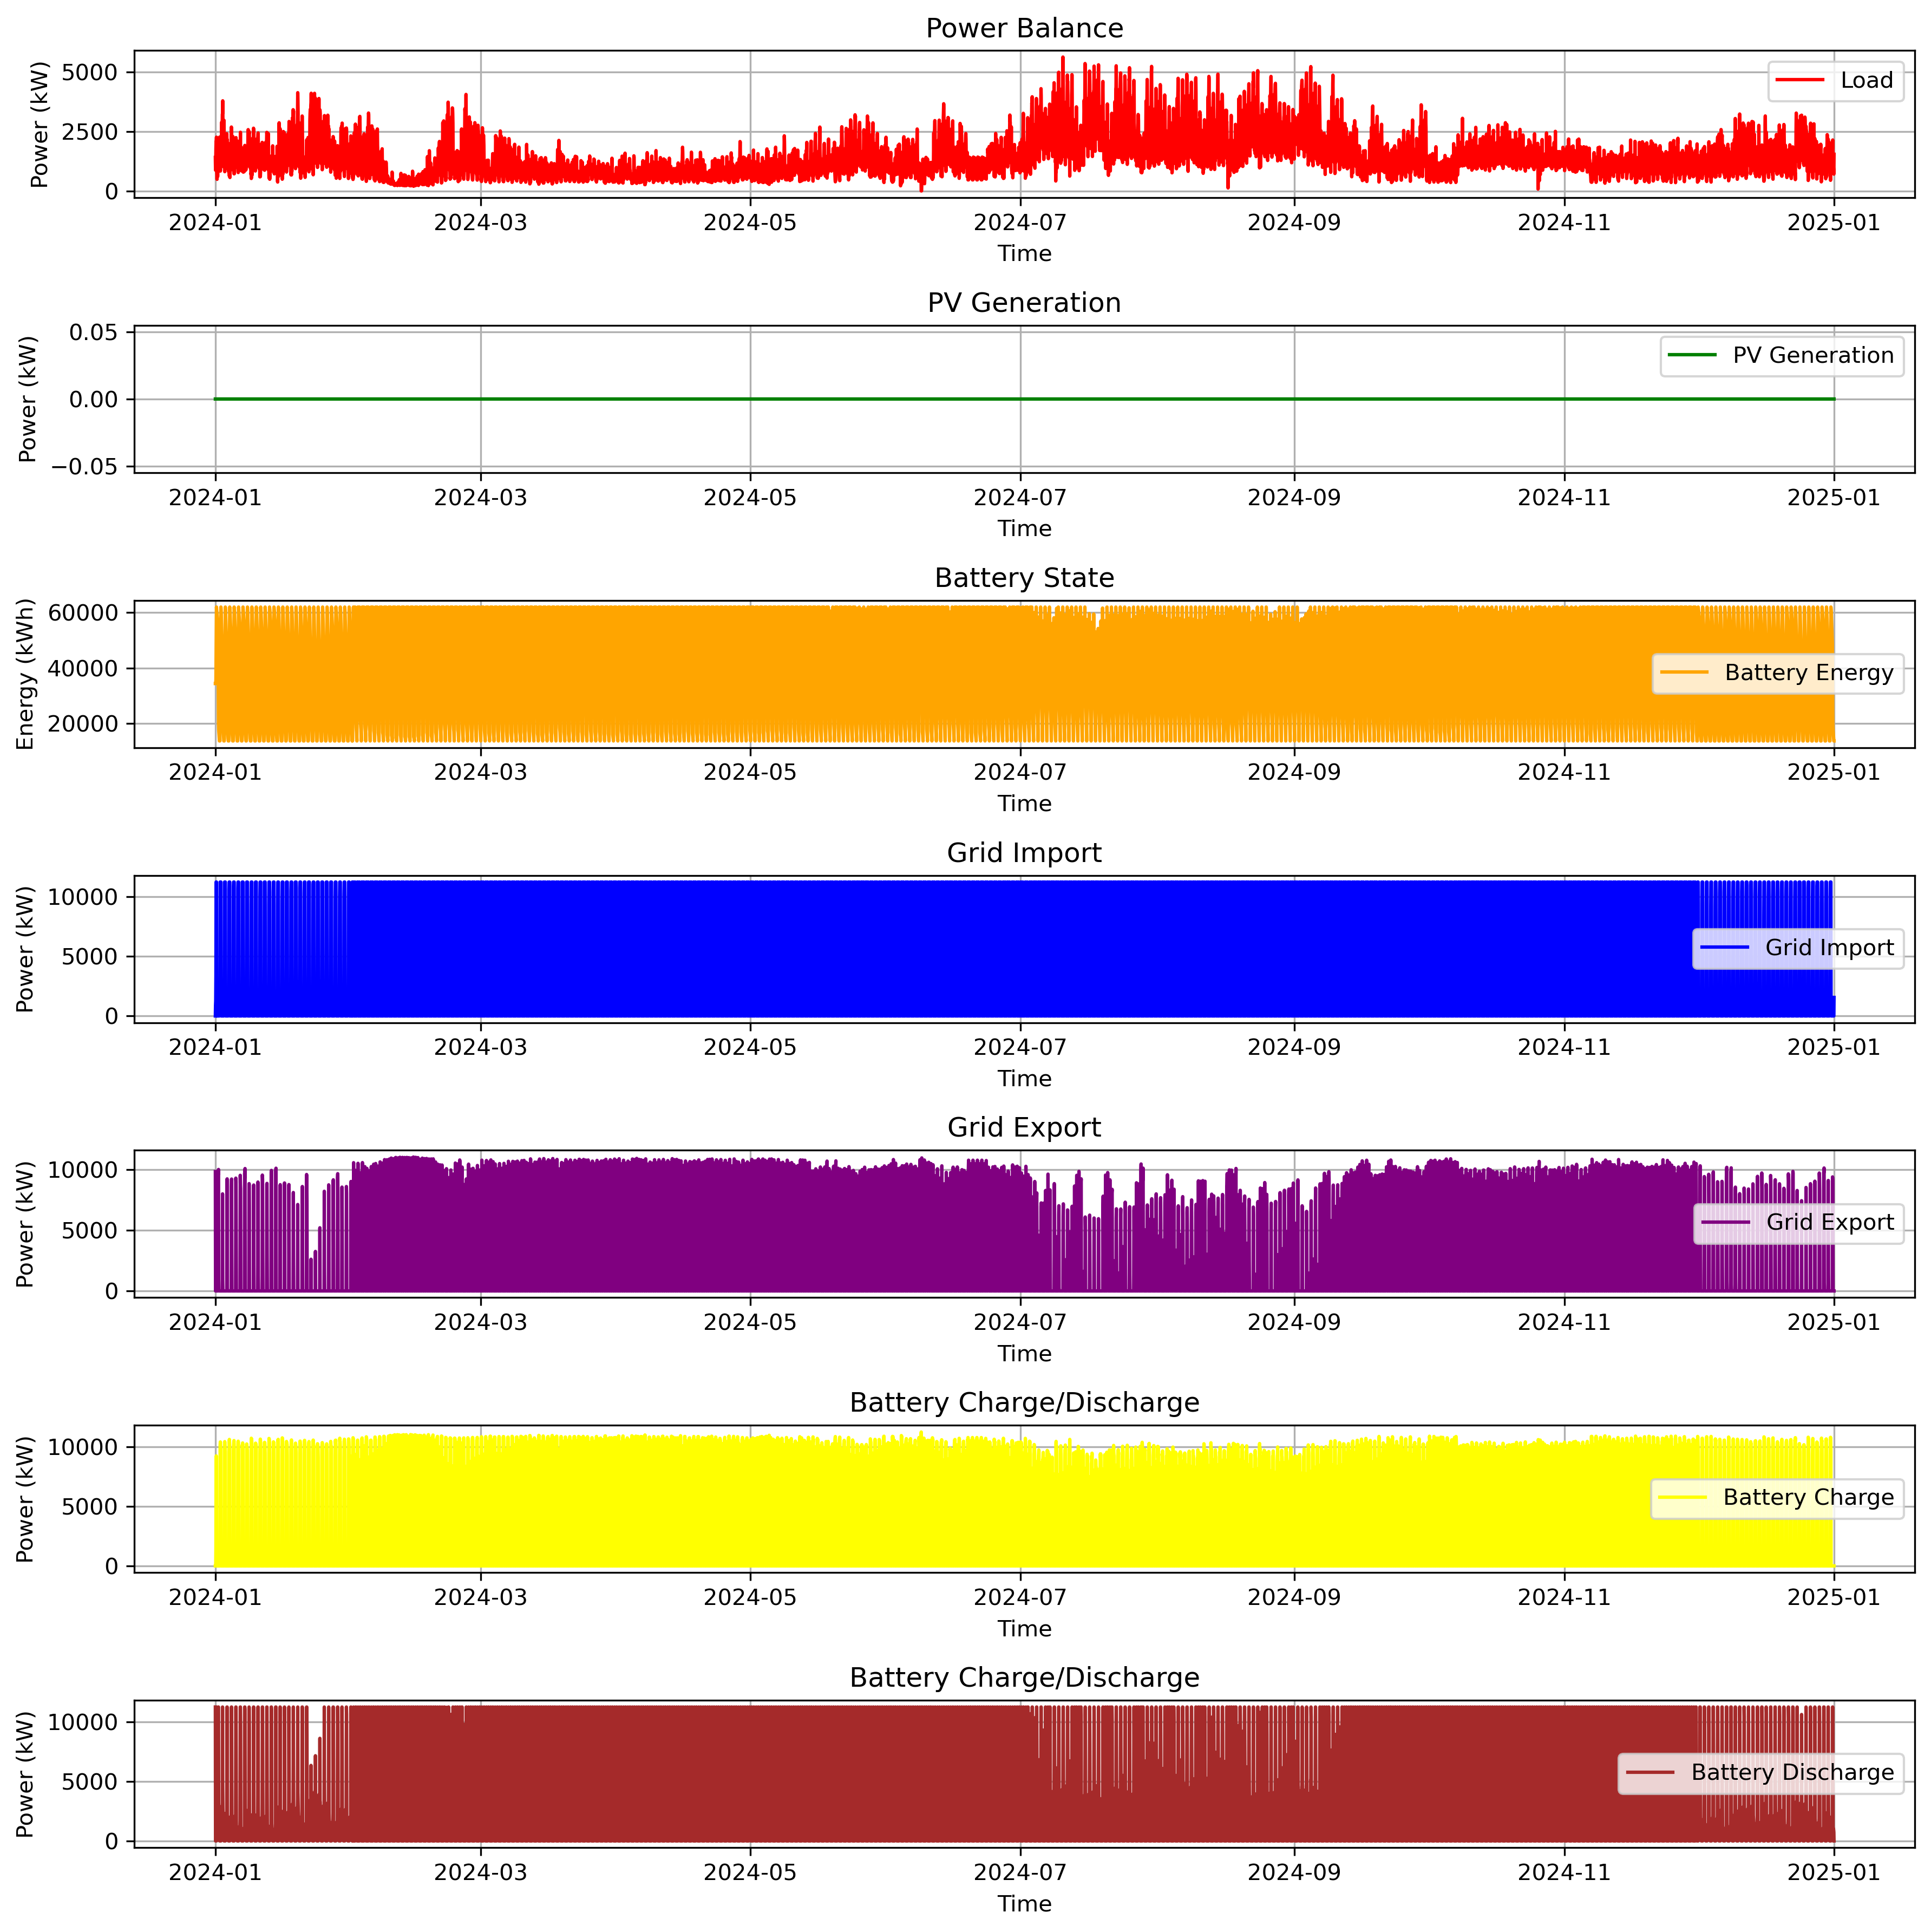 Power Balance
Power (kW)
5000
2500
0
Load
2024-01 2024-03 2024-05 2024-07 2024-09 2024-11 2025-01
Time
PV Generation
Power (kW)
0.05
0.00
−0.05
PV Generation
2024-01 2024-03 2024-05 2024-07 2024-09 2024-11 2025-01
Time
Battery State
Energy (kWh)
60000
40000
20000
Battery Energy
2024-01 2024-03 2024-05 2024-07 2024-09 2024-11 2025-01
Time
Grid Import
Power (kW)
10000
5000
0
Grid Import
2024-01 2024-03 2024-05 2024-07 2024-09 2024-11 2025-01
Time
Grid Export
Power (kW)
10000
5000
0
Grid Export
2024-01 2024-03 2024-05 2024-07 2024-09 2024-11 2025-01
Time
Battery Charge/Discharge
Power (kW)
10000
5000
0
Battery Charge
2024-01 2024-03 2024-05 2024-07 2024-09 2024-11 2025-01
Time
Battery Charge/Discharge
Power (kW)
10000
5000
0
Battery Discharge
2024-01 2024-03 2024-05 2024-07 2024-09 2024-11 2025-01
Time